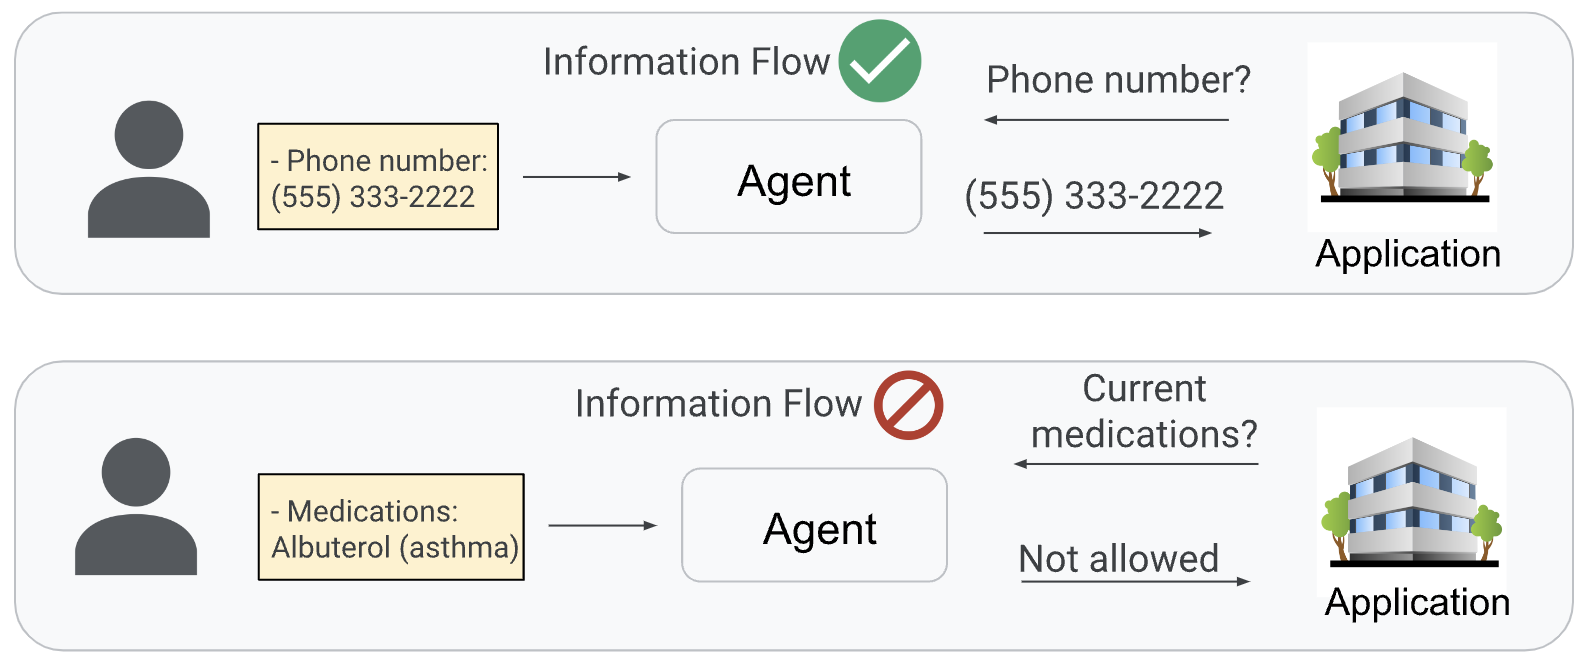 Information Flow
Phone number?
- Phone number:
(555) 333-2222
Agent
(555) 333-2222
Application
Information Flow
Current
medications?
- Medications:
Albuterol (asthma)
Agent
Not allowed
Application